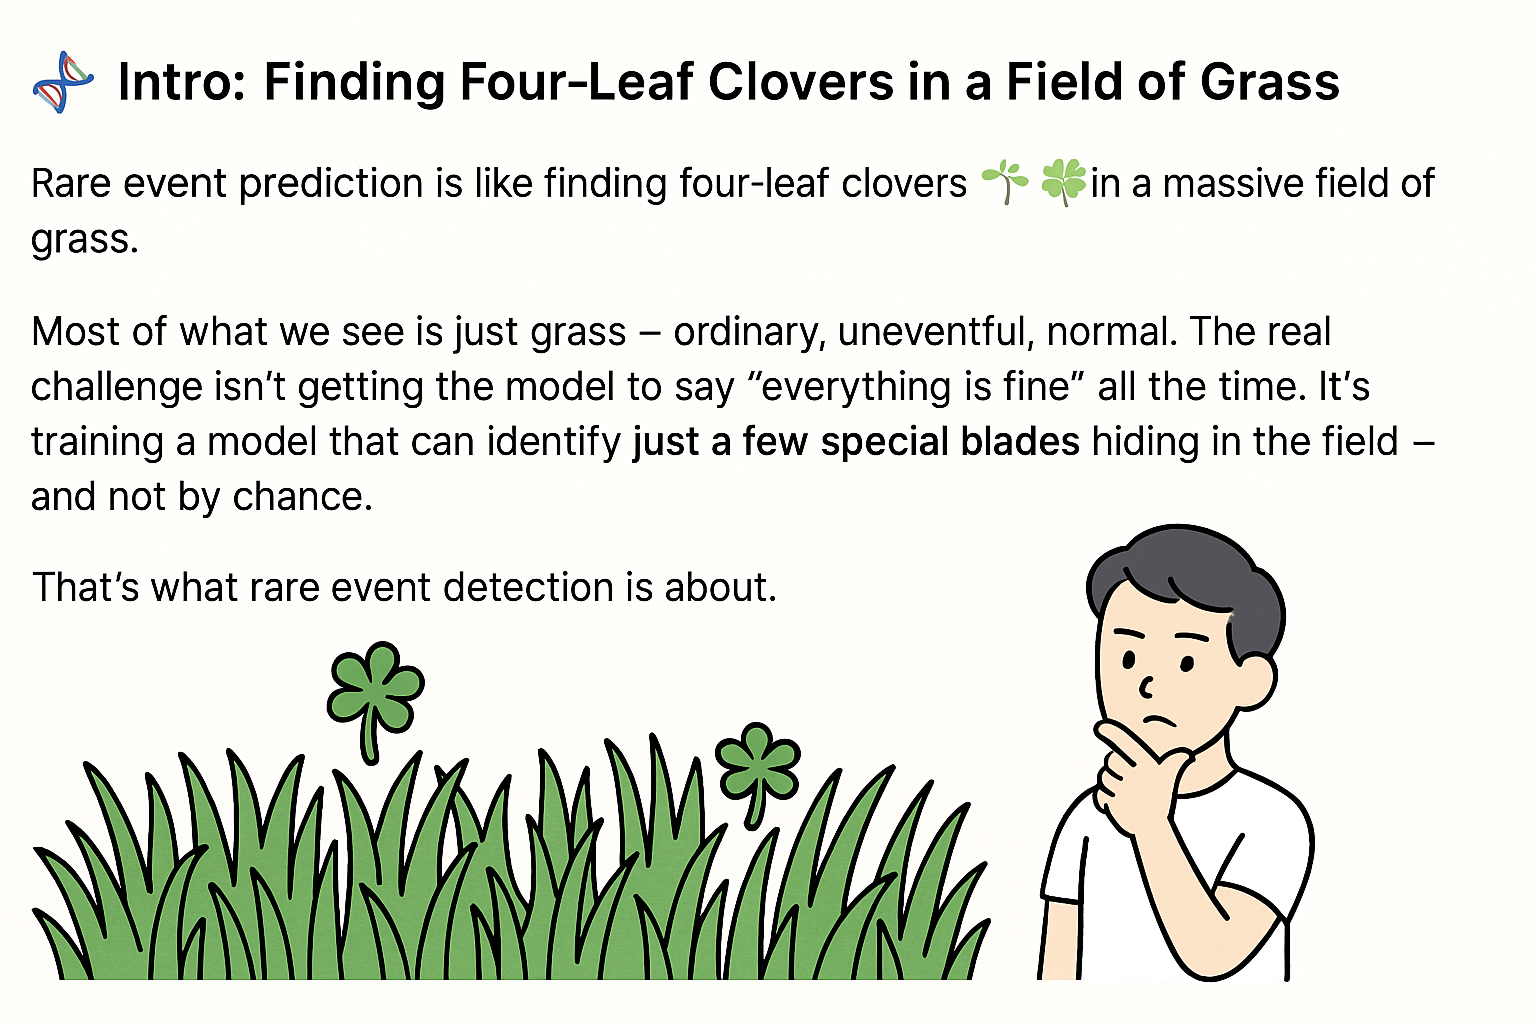 Intro: Finding Four-Leaf Clovers in a Field of Grass
Rare event prediction is like finding four-leaf clovers 🌱 🍀in a massive field of
grass.
Most of what we see is just grass – ordinary, uneventful, normal. The real
challenge isn’t getting the model to say “everything is fine” all the time. It’s
training a model that can identify just a few special blades hiding in the field –
and not by chance.
That’s what rare event detection is about.